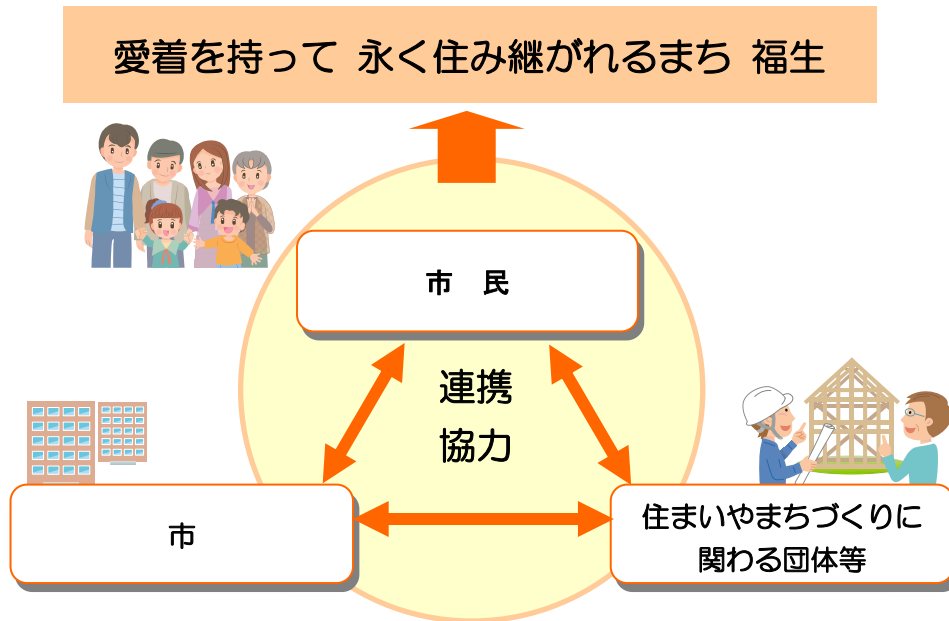 愛着を持って 永く住み継がれるまち 福生
市　民
連携
協力
市
住まいやまちづくりに
関わる団体等